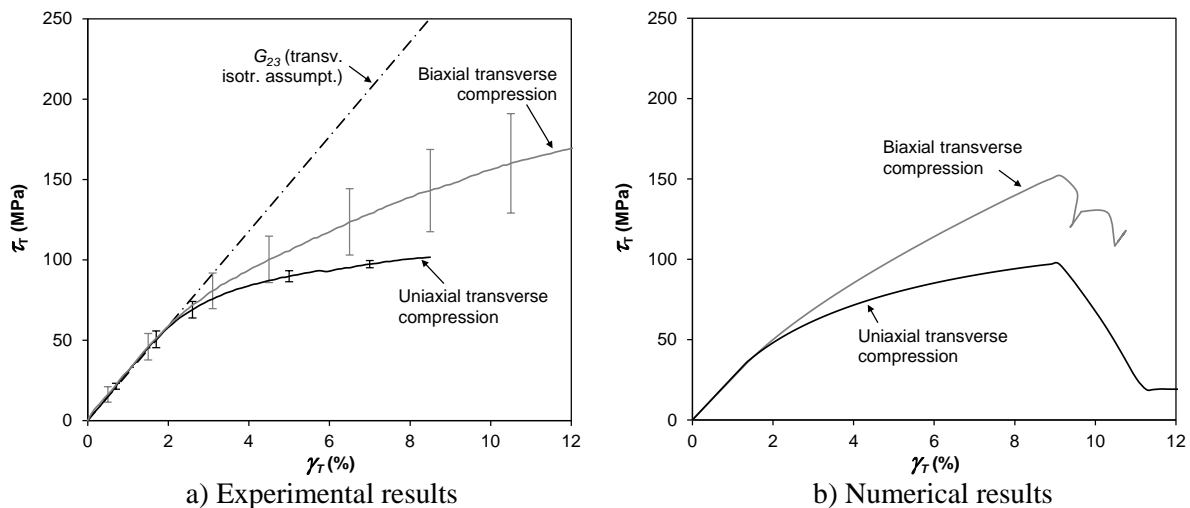 250
200
150
100
50
0
τT (MPa)
G23 (transv.
isotr. assumpt.)
Biaxial transverse
compression
Uniaxial transverse
compression
0 2 4 6 8 10 12
γT (%)
a) Experimental results
250
200
150
100
50
0
τT (MPa)
Biaxial transverse
compression
Uniaxial transverse
compression
0 2 4 6 8 10 12
γT (%)
b) Numerical results